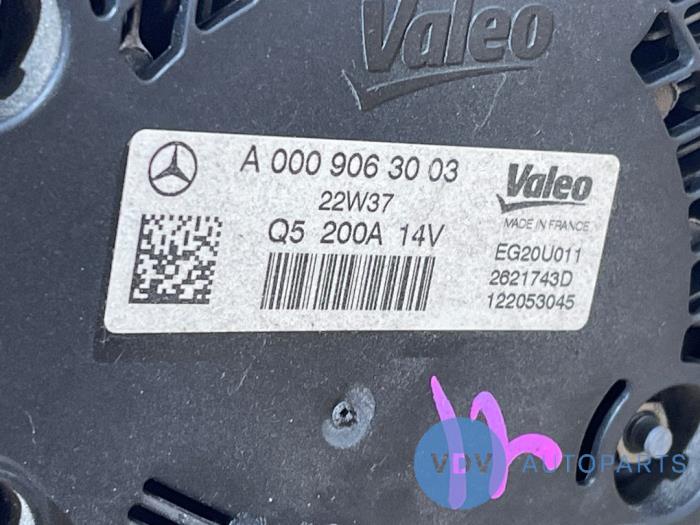 Valeo
A 000 906 30 03
22W37
Q5 200A 14V
Valeo
MADE IN FRANCE
EG20U011
2621743D
122053045
VDV AUTOPARTS